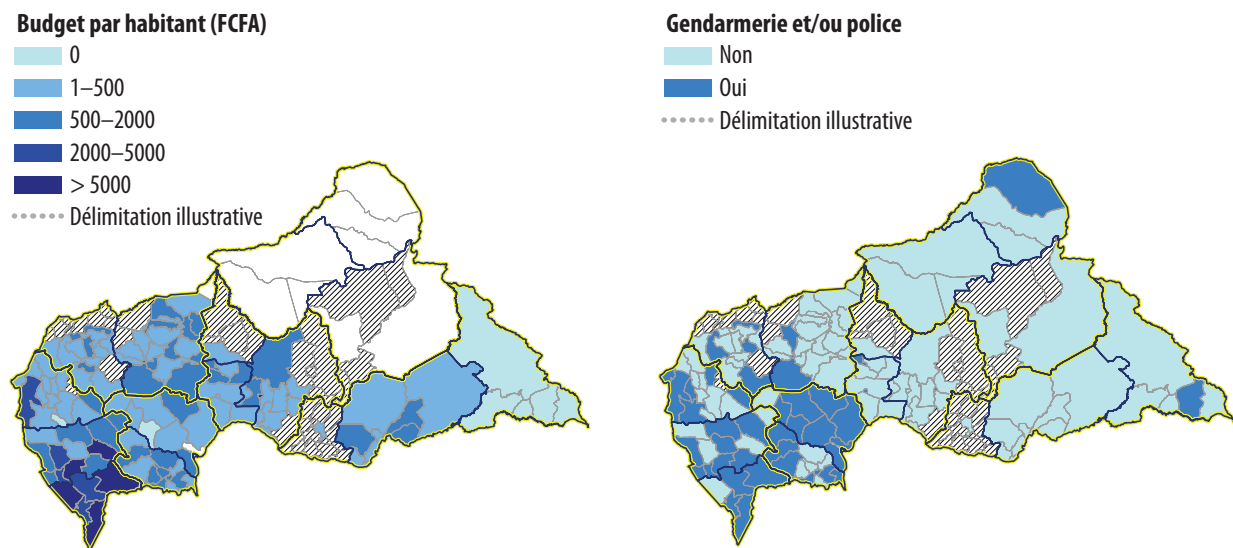 Budget par habitant (FCFA)
0
1–500
500–2000
2000–5000
> 5000
Délimitation illustrative
Gendarmerie et/ou police
Non
Oui
Délimitation illustrative